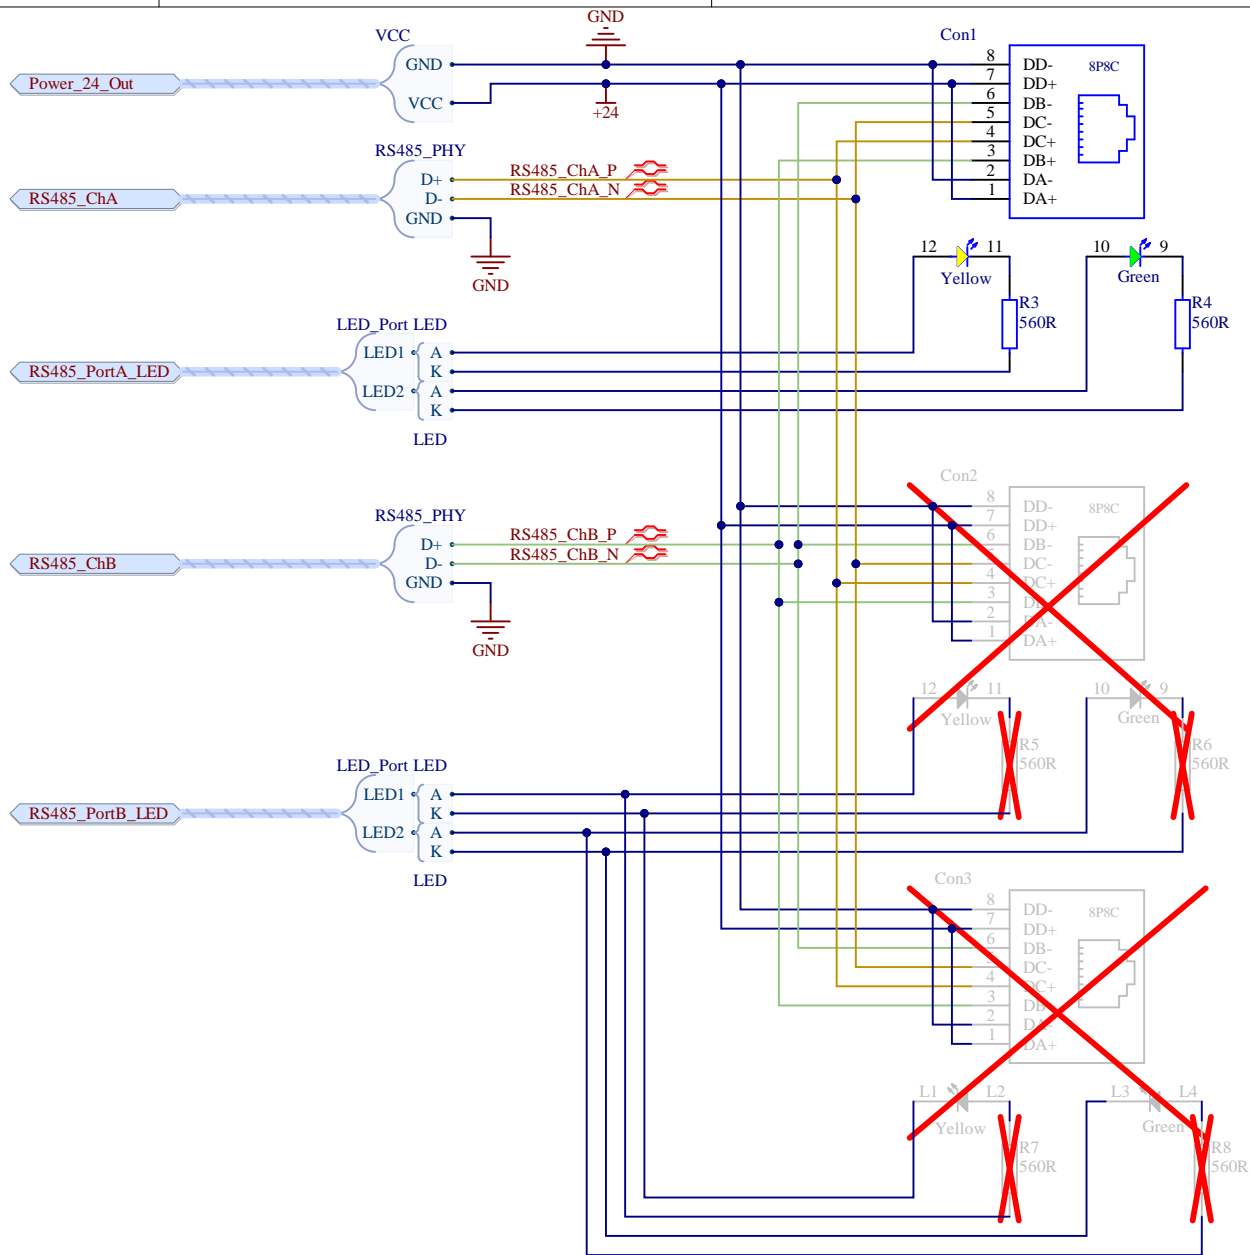 GND
VCC
Con1
Power_24_Out
GND
VCC
+24
8 DD- 8P8C
7 DD+
6 DB-
5 DC-
4 DC+
3 DB+
2 DA-
1 DA+
RS485_PHY
RS485_ChA
D+ RS485_ChA_P
D- RS485_ChA_N
GND
GND
12 11
Yellow
10 9
Green
R3
560R
R4
560R
LED_Port LED
RS485_PortA_LED
LED1 A
K
LED2 A
K
LED
Con2
8 DD- 8P8C
7 DD+
6 DB-
DC-
4 DC+
3
2 DA-
1 DA+
RS485_PHY
RS485_ChB
D+ RS485_ChB_P
D- RS485_ChB_N
GND
GND
12 11
Yellow
10 9
Green
R5
560R
R6
560R
LED_Port LED
RS485_PortB_LED
LED1 A
K
LED2 A
K
LED
Con3
8 DD- 8P8C
7 DD+
6 DB-
DC-
4 DC+
3
2
1 DA+
L1 L2
Yellow
L3 L4
Green
R7
560R
R8
560R